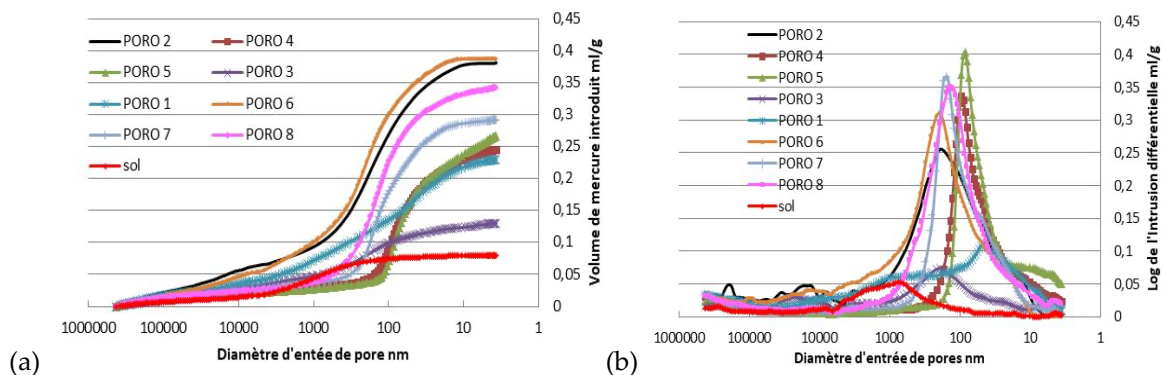 0,45
0,4
0,35
0,3
0,25
0,2
0,15
0,1
0,05
0
Volume de mercure introduit ml/g
PORO 2 PORO 4
PORO 5 PORO 3
PORO 1 PORO 6
PORO 7 PORO 8
sol
1000000 100000 10000 1000 100 10 1
Diamètre d'entée de pore nm
(a)
0,45
0,4
0,35
0,3
0,25
0,2
0,15
0,1
0,05
0
Log de l'Intrusion différentielle ml/g
PORO 2
PORO 4
PORO 5
PORO 3
PORO 1
PORO 6
PORO 7
PORO 8
sol
1000000 100000 10000 1000 100 10 1
Diamètre d'entrée de pores nm
(b)